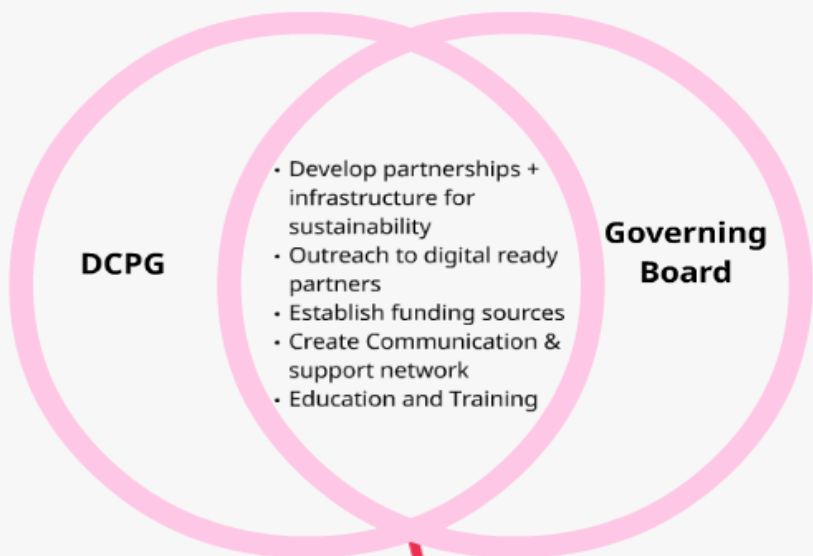 DCPG
• Develop partnerships +
infrastructure for
sustainability
• Outreach to digital ready
partners
• Establish funding sources
• Create Communication &
support network
• Education and Training
Governing
Board